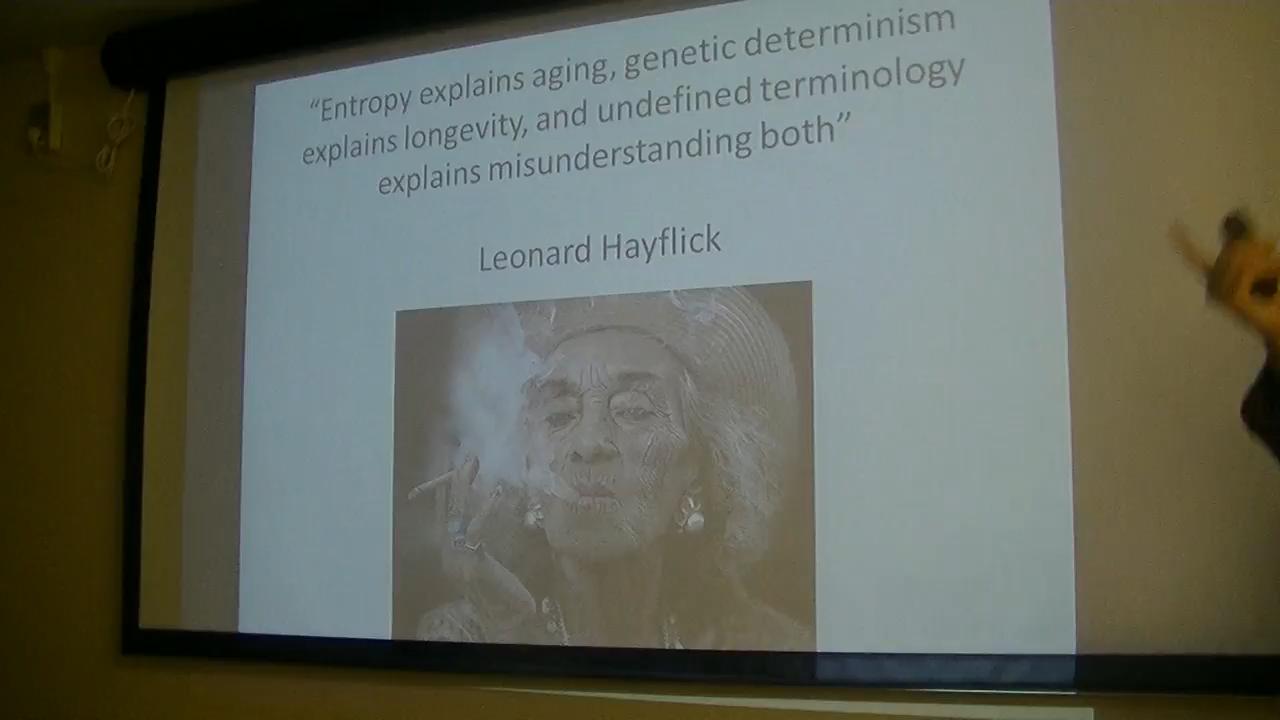 “Entropy explains aging, genetic determinism
explains longevity, and undefined terminology
explains misunderstanding both”
Leonard Hayflick